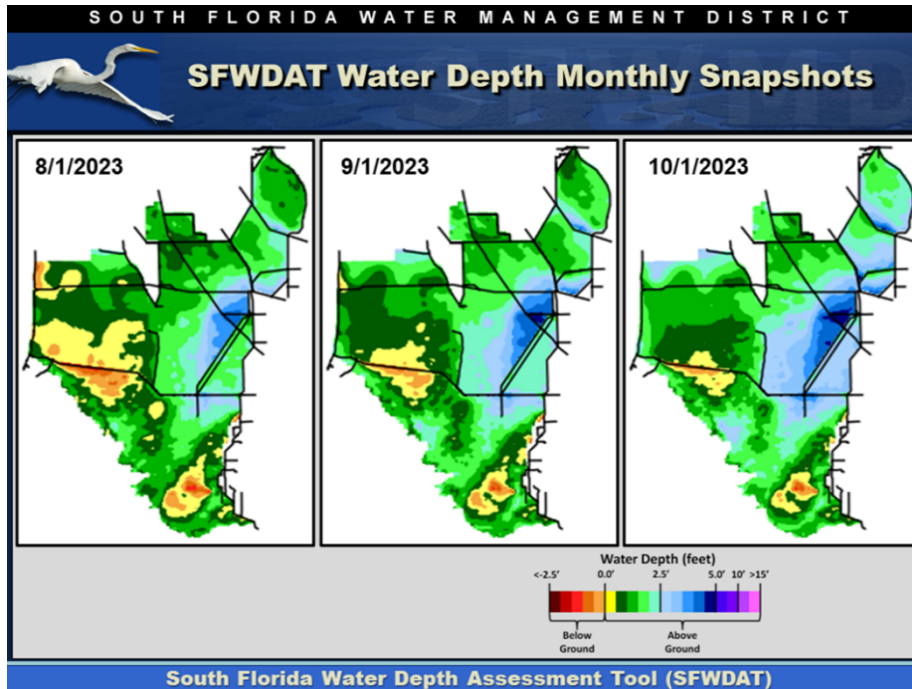 SOUTH FLORIDA WATER MANAGEMENT DISTRICT
SFWDAT Water Depth Monthly Snapshots
8/1/2023
9/1/2023
10/1/2023
Water Depth (feet)
<-2.5' 0.0' 2.5' 5.0' 10' >15'
Below Above
Ground Ground
South Florida Water Depth Assessment Tool (SFWDAT)